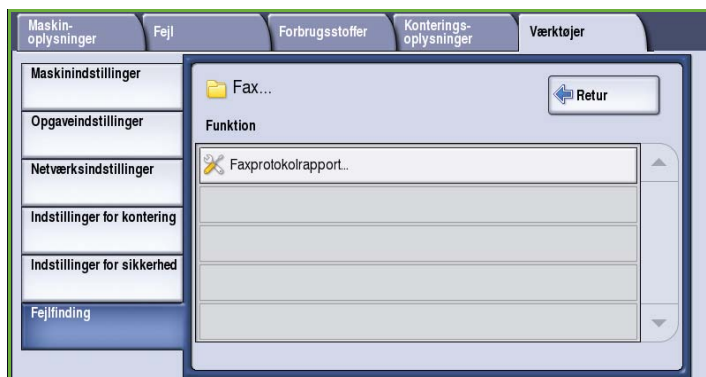 Maskin-
oplysninger
Fejl
Forbrugsstoffer
Konterings-
oplysninger
Værktøjer
Maskinindstillinger
Opgaveindstillinger
Netværksindstillinger
Indstillinger for kontering
Indstillinger for sikkerhed
Fejlfinding
Fax...
Retur
Funktion
Faxprotokolrapport...